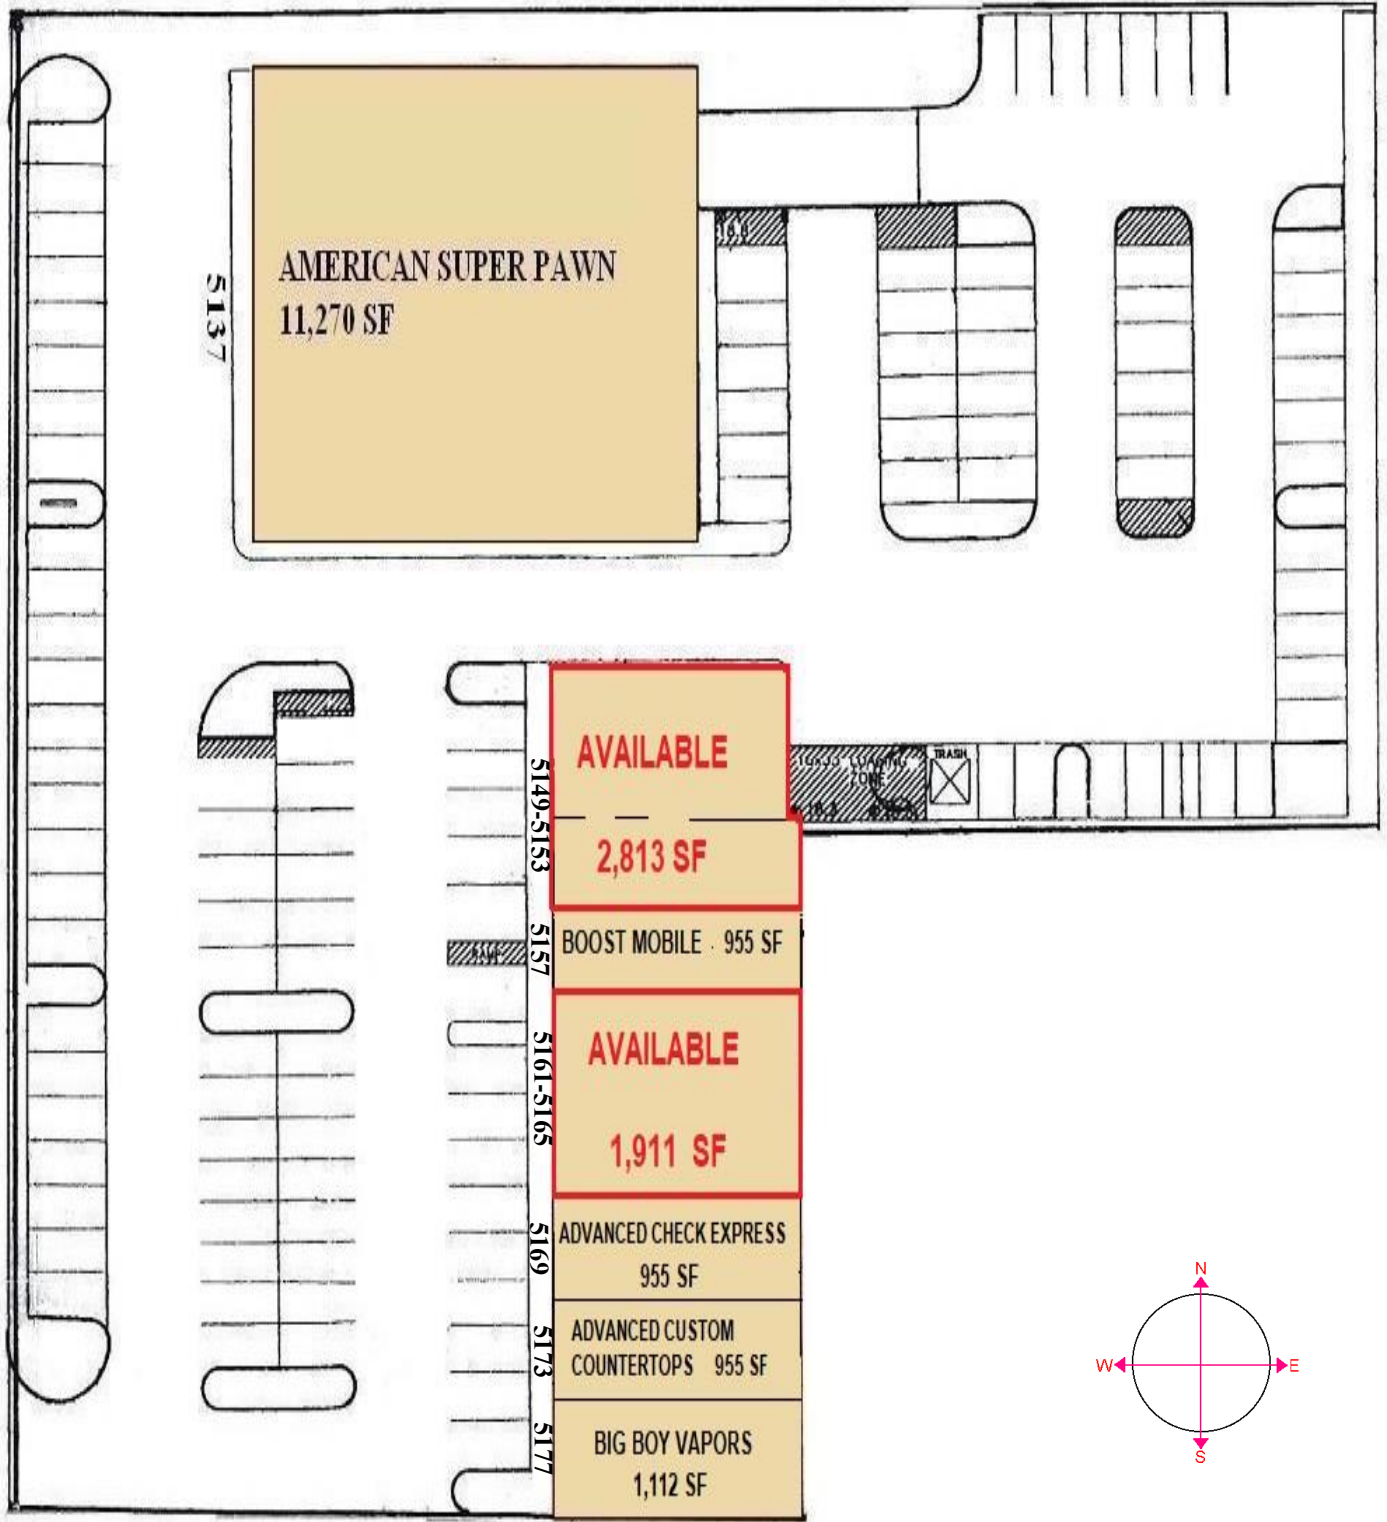 AMERICAN SUPER PAWN
11,270 SF
5137
AVAILABLE
2,813 SF
5149-5153
LOADING
ZONE
TRASH
5157
BOOST MOBILE - 955 SF
5161-5165
AVAILABLE
1,911 SF
5169
ADVANCED CHECK EXPRESS
955 SF
5173
ADVANCED CUSTOM
COUNTERTOPS 955 SF
5177
BIG BOY VAPORS
1,112 SF
N
W
E
S